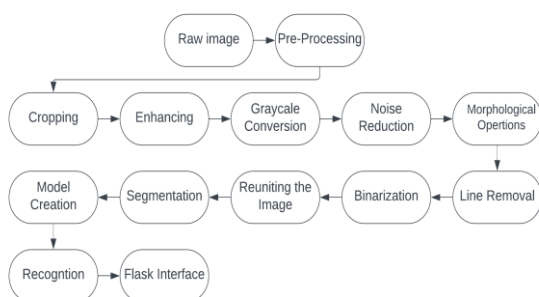 Raw image
Pre-Processing
Cropping
Enhancing
Graycale
Conversion
Noise
Reduction
Morphological
Opertions
Line Removal
Binarization
Reuniting the
Image
Segmentation
Model
Creation
Recogntion
Flask Interface